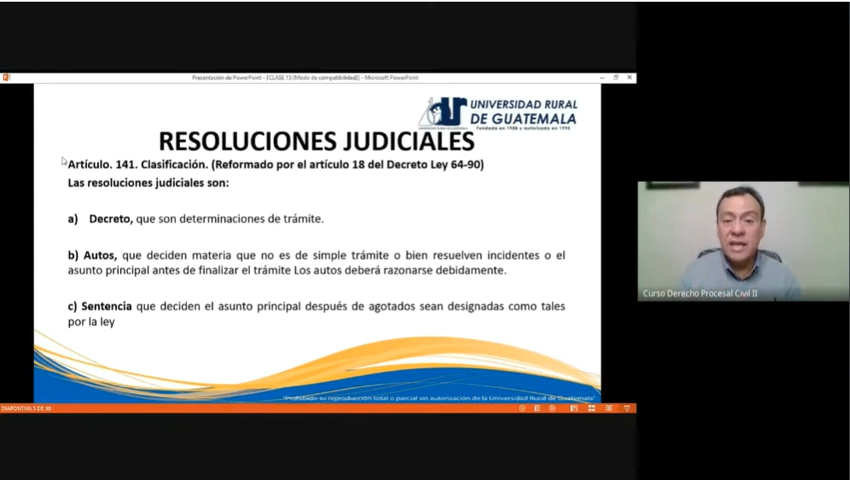 Presentación de PowerPoint - [CLASE 13 [Modo de compatibilidad]] - Microsoft PowerPoint
UNIVERSIDAD RURAL
DE GUATEMALA
Fundada en 1988 y autorizada en 1995
RESOLUCIONES JUDICIALES
Artículo. 141. Clasificación. (Reformado por el artículo 18 del Decreto Ley 64-90)
Las resoluciones judiciales son:
a) Decreto, que son determinaciones de trámite.
b) Autos, que deciden materia que no es de simple trámite o bien resuelven incidentes o el
asunto principal antes de finalizar el trámite Los autos deberá razonarse debidamente.
c) Sentencia que deciden el asunto principal después de agotados sean designadas como tales
por la ley
"Prohibido su reproducción total o parcial sin autorización de la Universidad Rural de Guatemala"
DIAPOSITIVA 5 DE 30
Curso Derecho Procesal Civil II